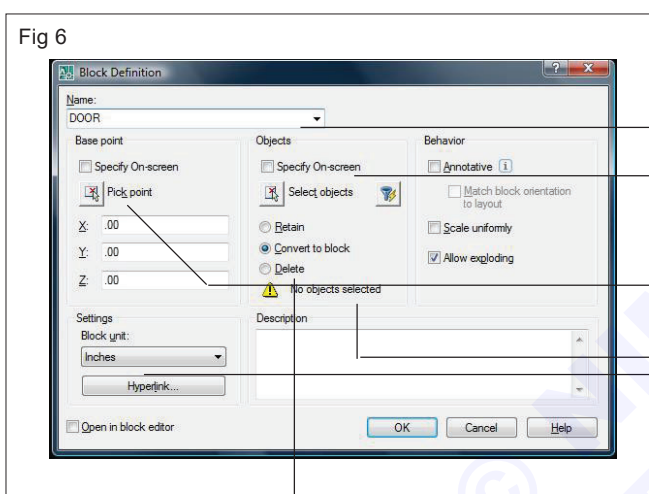 Fig 6
Block Definition
Name:
DOOR
Base point
Specify On-screen
Pick point
X: .00
Y: .00
Z: .00
Objects
Specify On-screen
Select objects
Retain
Convert to block
Delete
No objects selected
Behavior
Annotative
Match block orientation
to layout
Scale uniformly
Allow exploding
Settings
Block unit:
Inches
Hyperlink...
Description
Open in block editor
OK
Cancel
Help